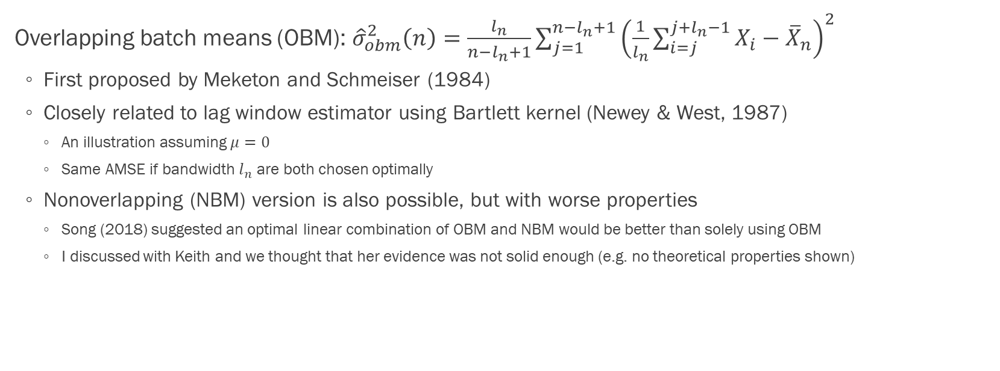 Overlapping batch means (OBM): $\hat{\sigma}^2_{obm}(n) = \frac{l_n}{n-l_n+1} \sum_{j=1}^{n-l_n+1} \left( \frac{1}{l_n} \sum_{i=j}^{j+l_n-1} X_i - \bar{X}_n \right)^2$
◦ First proposed by Meketon and Schmeiser (1984)
◦ Closely related to lag window estimator using Bartlett kernel (Newey & West, 1987)
◦ An illustration assuming $\mu = 0$
◦ Same AMSE if bandwidth $l_n$ are both chosen optimally
◦ Nonoverlapping (NBM) version is also possible, but with worse properties
◦ Song (2018) suggested an optimal linear combination of OBM and NBM would be better than solely using OBM
◦ I discussed with Keith and we thought that her evidence was not solid enough (e.g. no theoretical properties shown)